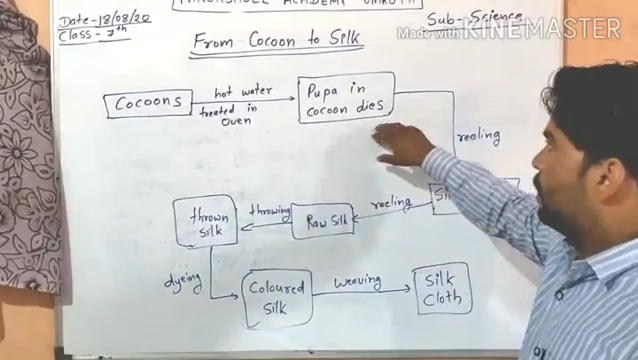 ACADEMY
Date-18/08/20
Class-7th
Sub-Science
Made with KINEMASTER
From Cocoon to Silk
Cocoons
hot water
treated in
oven
Pupa in
cocoon dies
reeling
thrown
silk
throwing
Raw silk
reeling
dyeing
Coloured
silk
weaving
Silk
Cloth